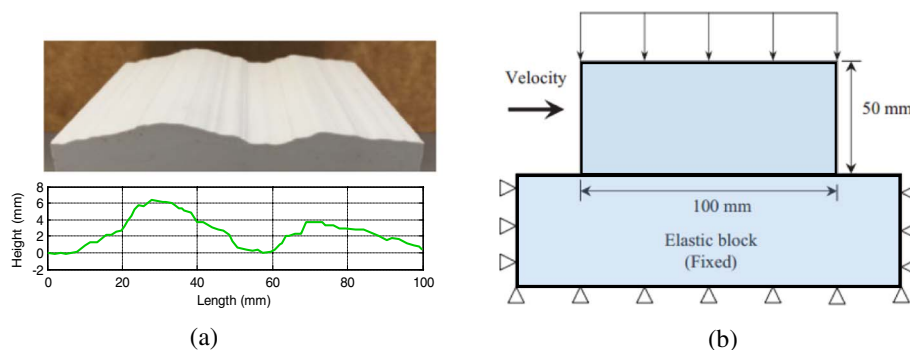 Height (mm)
8
6
4
2
0
-2
0 20 40 60 80 100
Length (mm)
(a)
Velocity
50 mm
100 mm
Elastic block
(Fixed)
(b)